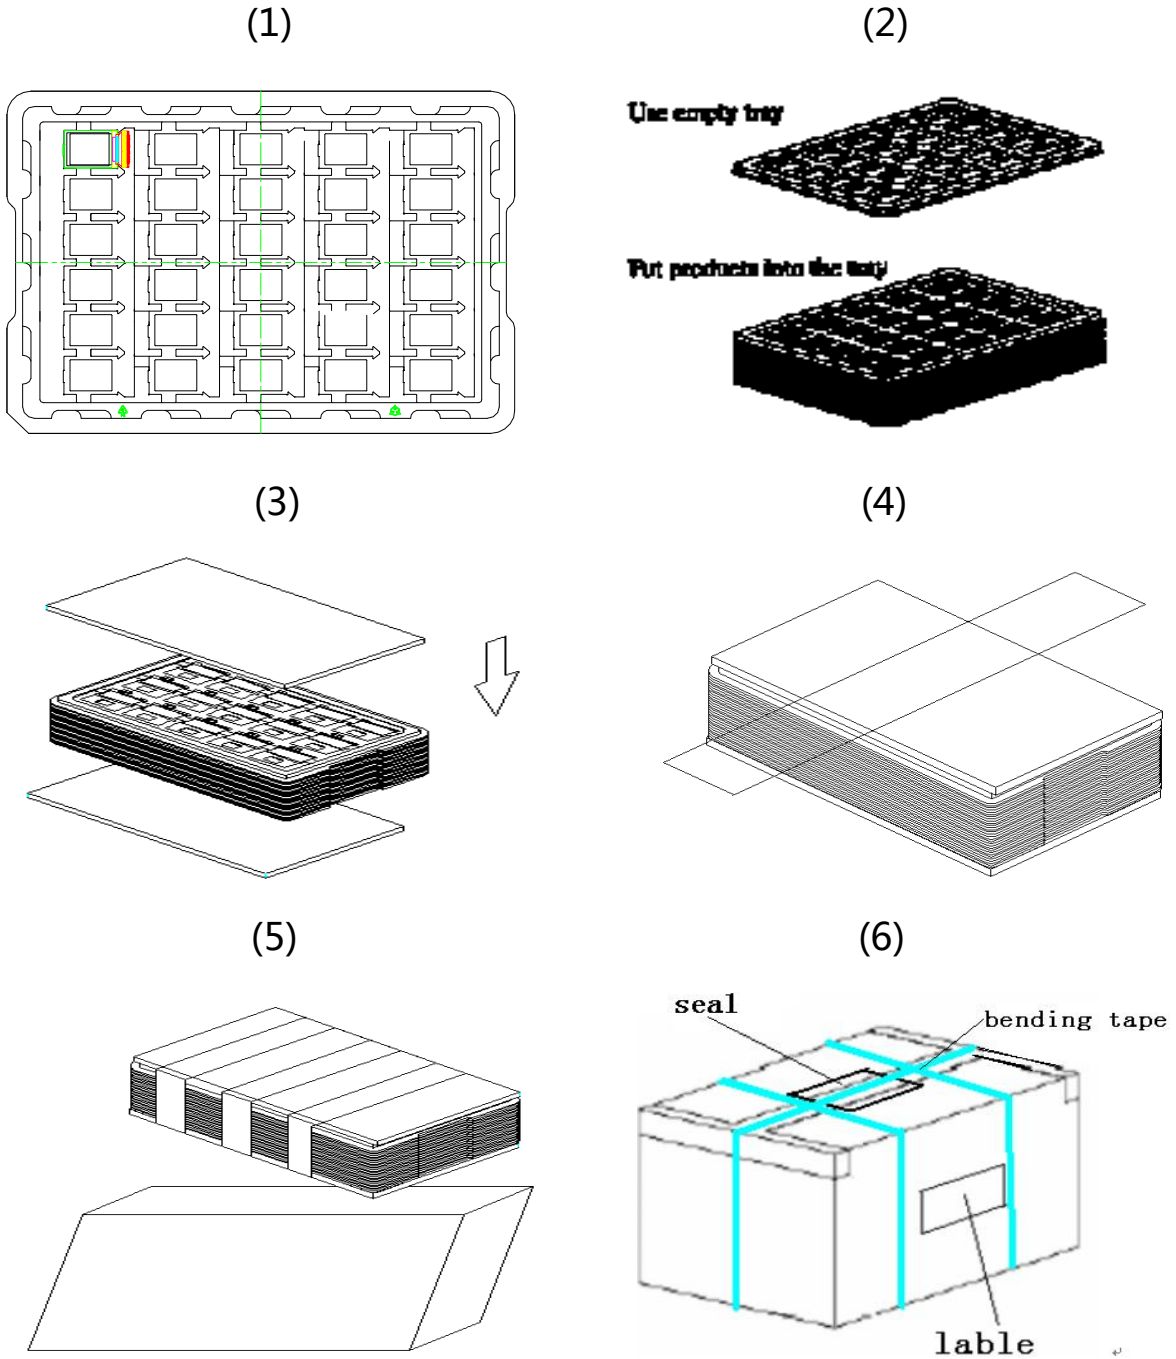 (1)
(2)
Use empty tray
Put products into the tray
(3)
(4)
(5)
(6)
seal
bending tape
lable